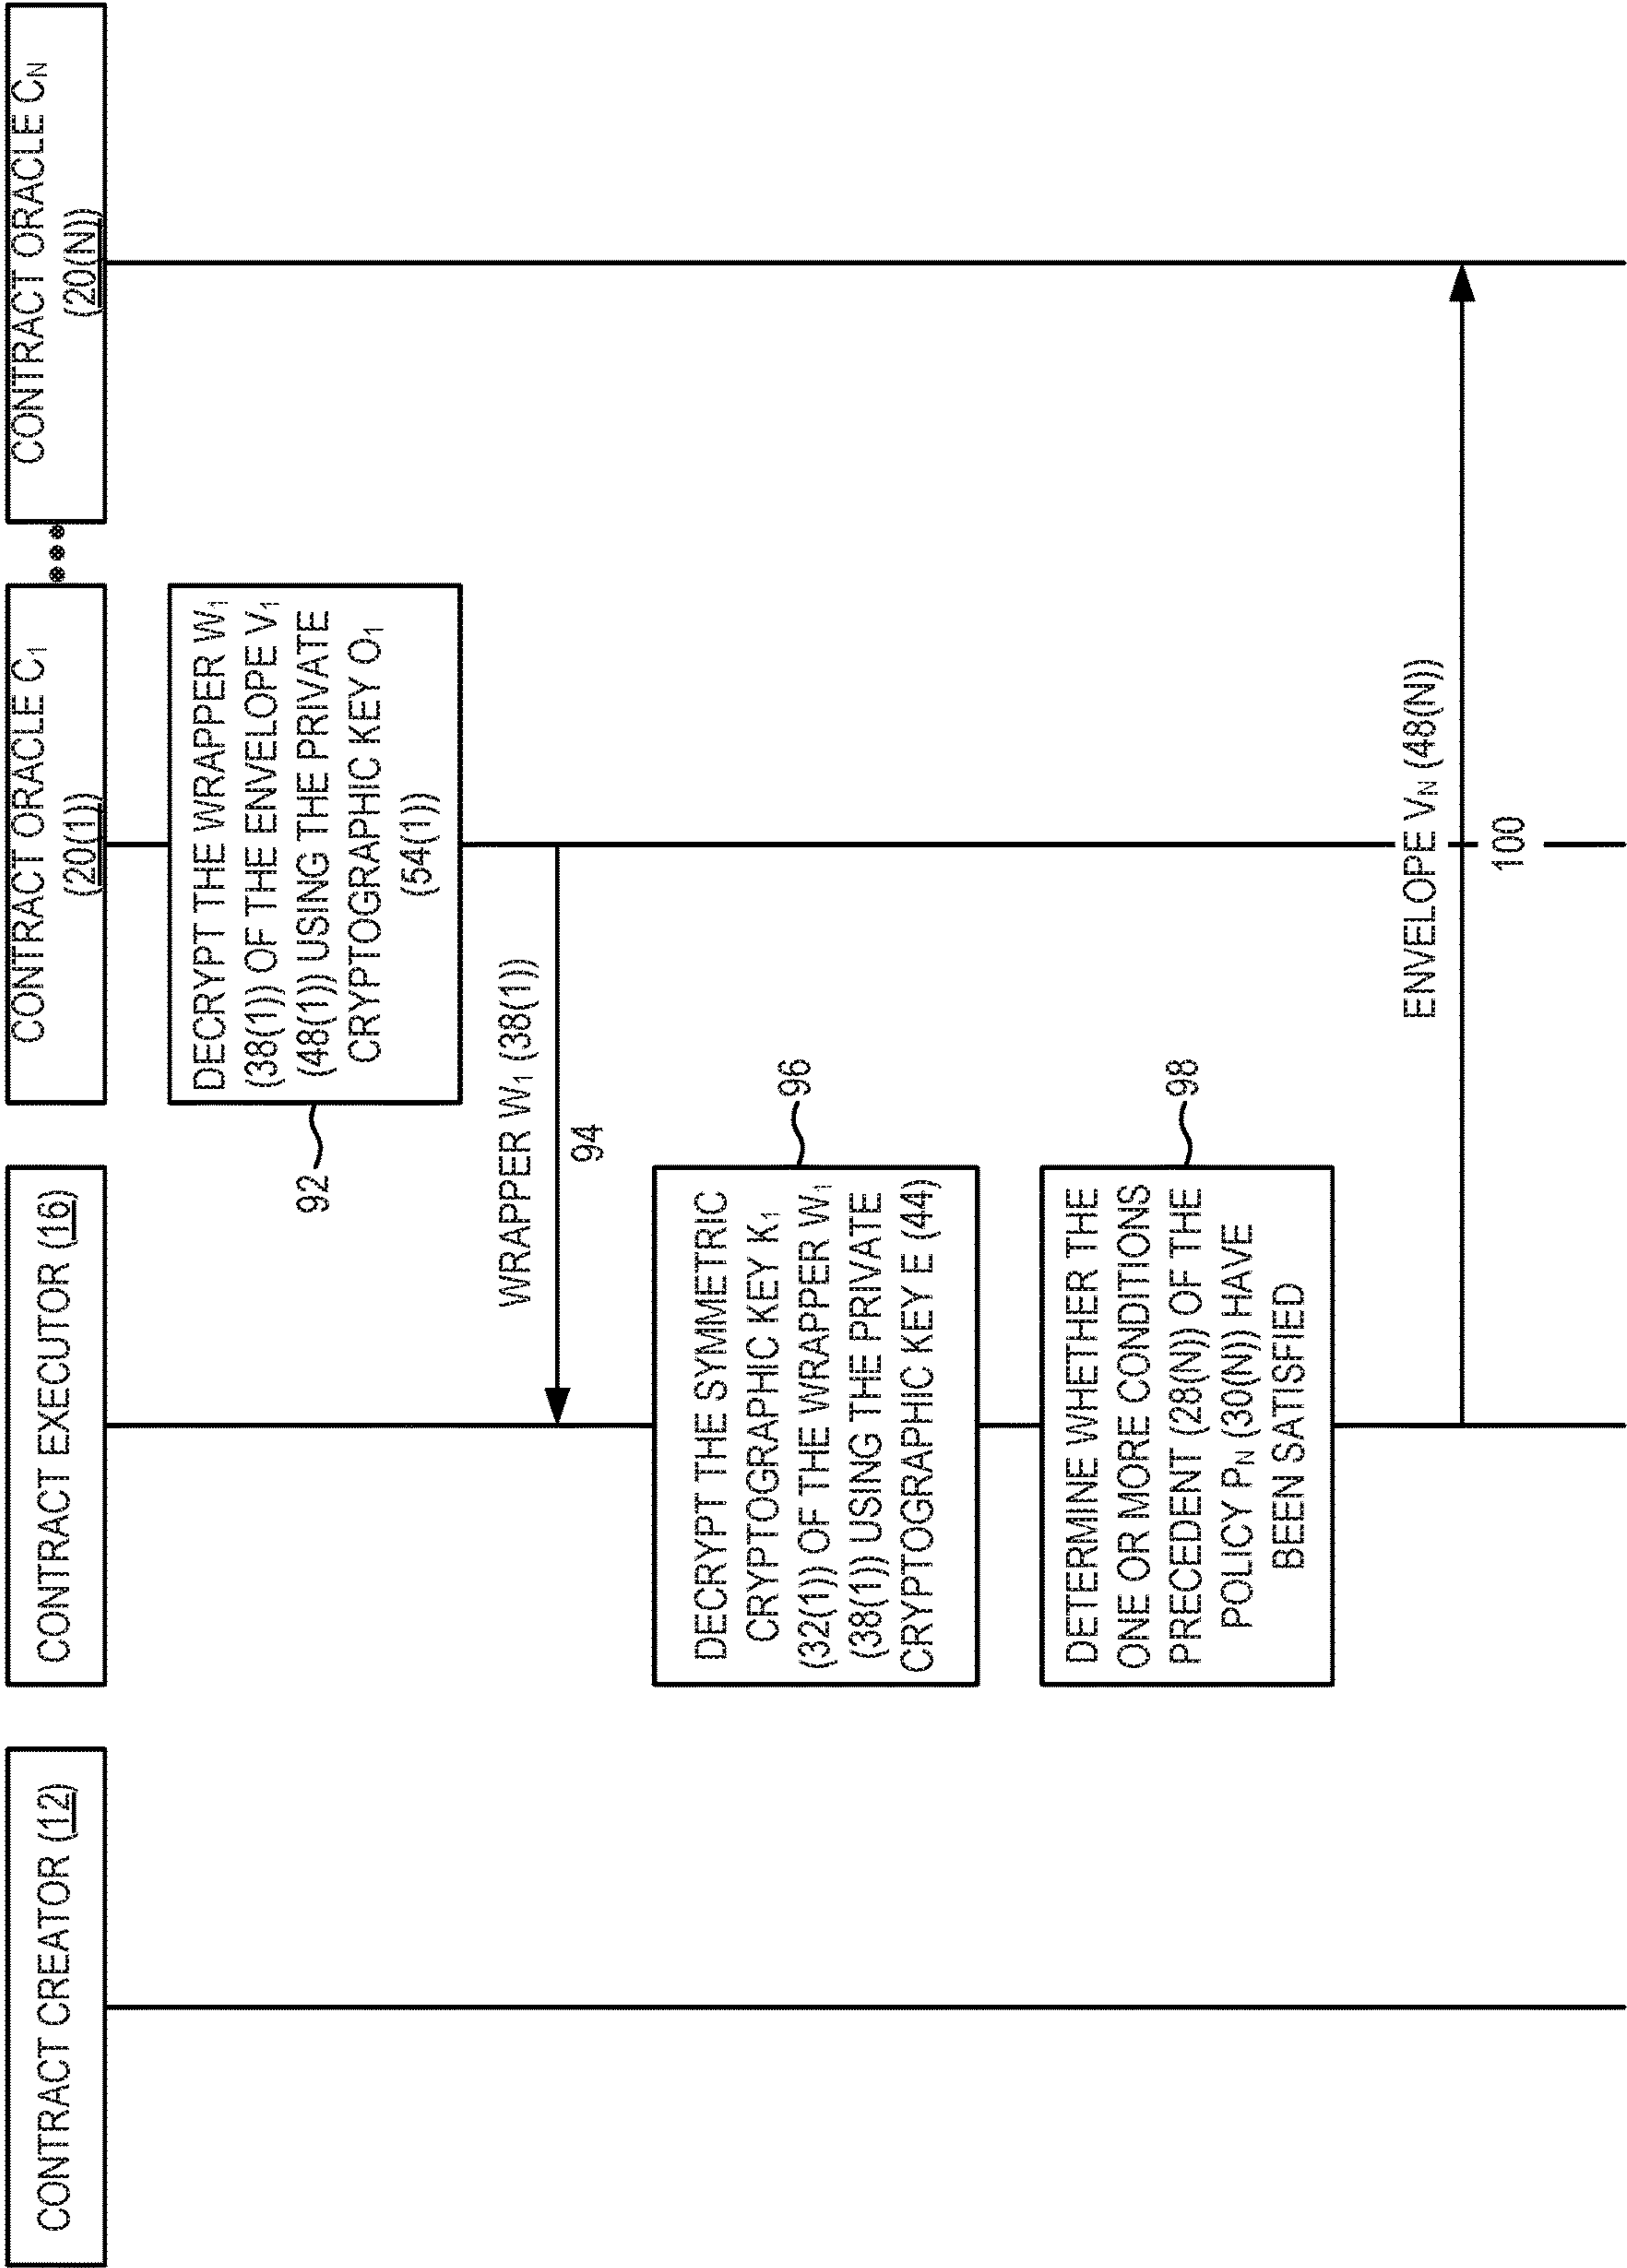 CONTRACT CREATOR (12)
CONTRACT EXECUTOR (16)
CONTRACT ORACLE C1
(20(1))
CONTRACT ORACLE CN
(20(N))
DECRYPT THE WRAPPER W1
(38(1)) OF THE ENVELOPE V1
(48(1)) USING THE PRIVATE
CRYPTOGRAPHIC KEY O1
(54(1))
92
WRAPPER W1 (38(1))
94
DECRYPT THE SYMMETRIC
CRYPTOGRAPHIC KEY K1
(32(1)) OF THE WRAPPER W1
(38(1)) USING THE PRIVATE
CRYPTOGRAPHIC KEY E (44)
96
DETERMINE WHETHER THE
ONE OR MORE CONDITIONS
PRECEDENT (28(N)) OF THE
POLICY PN (30(N)) HAVE
BEEN SATISFIED
98
ENVELOPE VN (48(N))
100